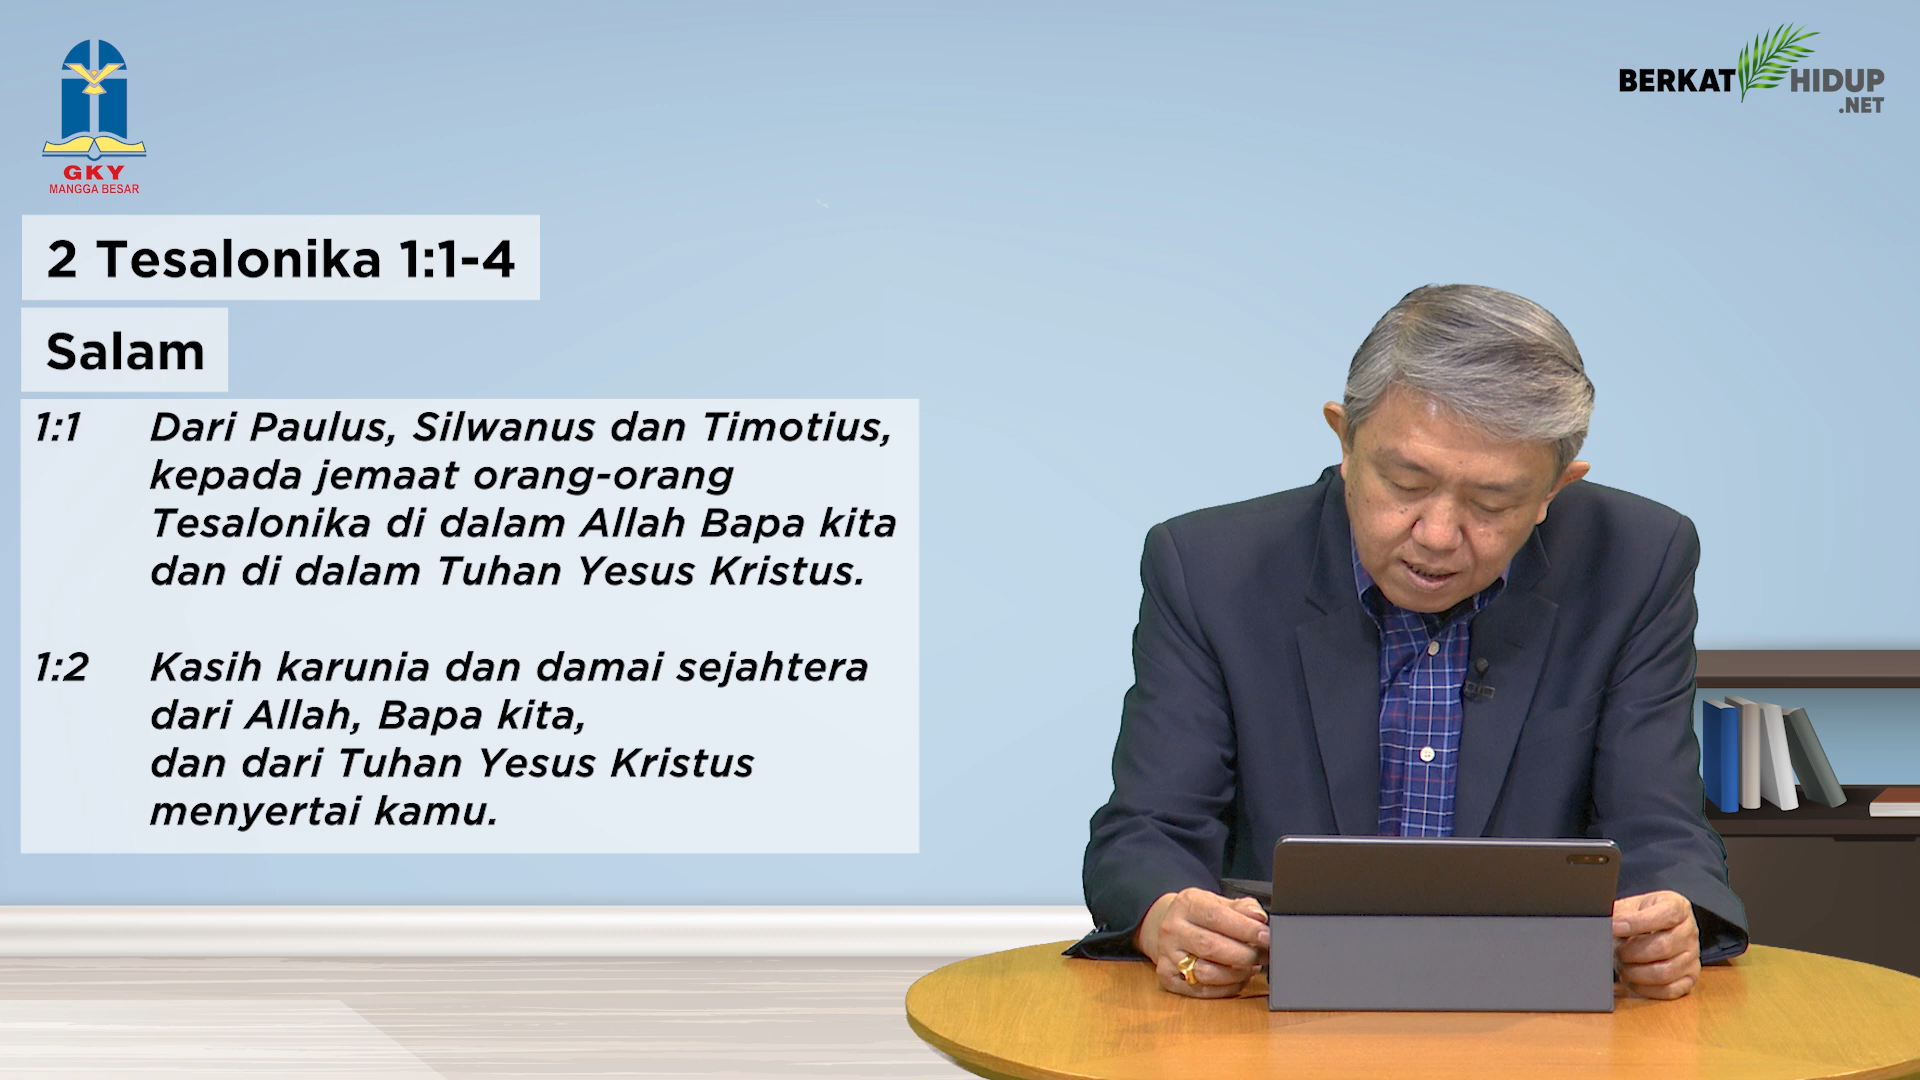 GKY
MANGGA BESAR
BERKAT HIDUP
.NET
2 Tesalonika 1:1-4
Salam
1:1 Dari Paulus, Silwanus dan Timotius,
kepada jemaat orang-orang
Tesalonika di dalam Allah Bapa kita
dan di dalam Tuhan Yesus Kristus.
1:2 Kasih karunia dan damai sejahtera
dari Allah, Bapa kita,
dan dari Tuhan Yesus Kristus
menyertai kamu.